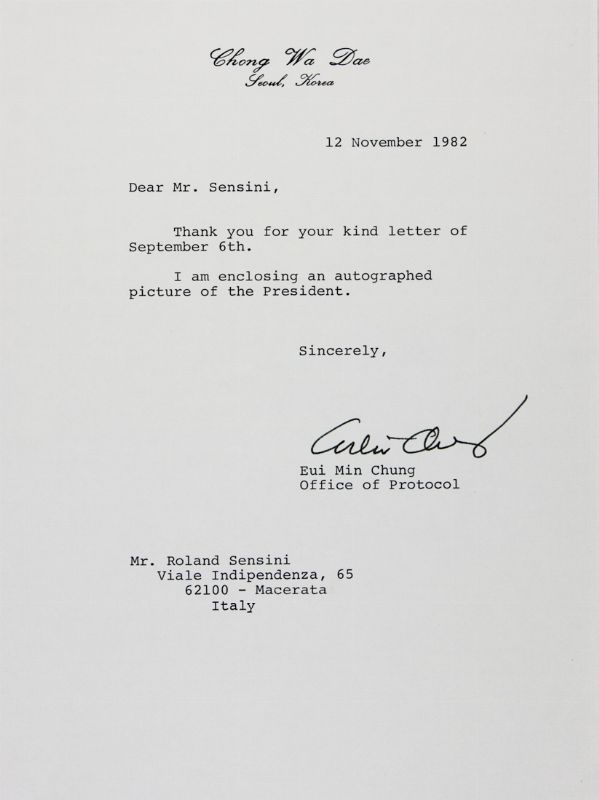 Chong Wa Dae
Seoul, Korea
12 November 1982
Dear Mr. Sensini,
Thank you for your kind letter of
September 6th.
I am enclosing an autographed
picture of the President.
Sincerely,
Eui Min Chung
Office of Protocol
Mr. Roland Sensini
Viale Indipendenza, 65
62100 - Macerata
Italy